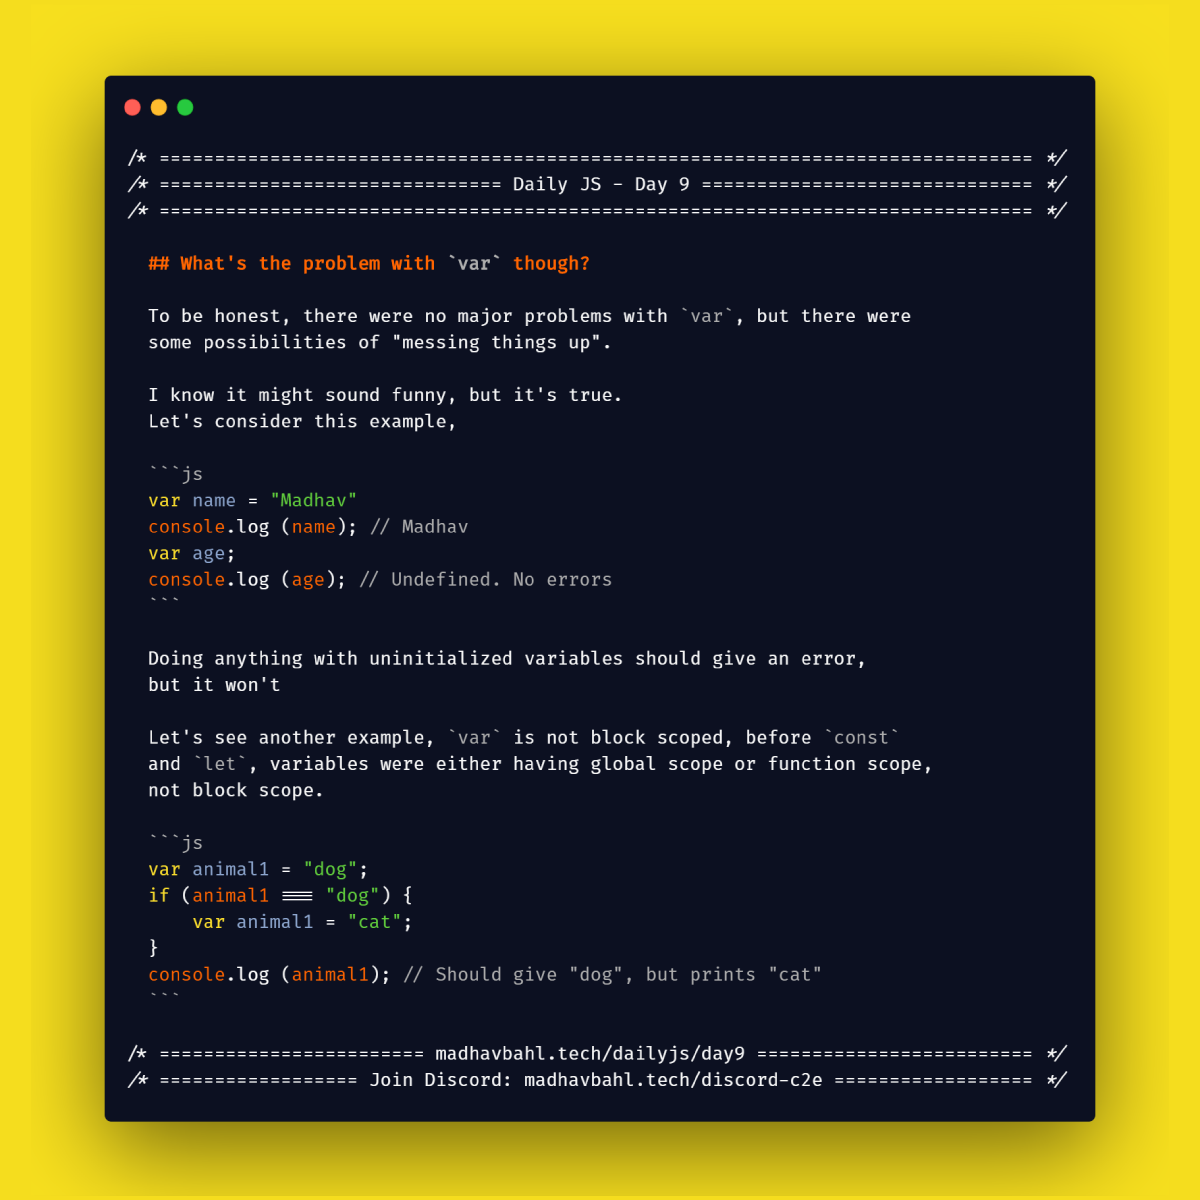 /* =============================================================================== */
/* =============================== Daily JS - Day 9 ============================== */
/* =============================================================================== */
## What's the problem with `var` though?
To be honest, there were no major problems with `var`, but there were
some possibilities of "messing things up".
I know it might sound funny, but it's true.
Let's consider this example,
```js
var name = "Madhav"
console.log (name); // Madhav
var age;
console.log (age); // Undefined. No errors
```
Doing anything with uninitialized variables should give an error,
but it won't
Let's see another example, `var` is not block scoped, before `const`
and `let`, variables were either having global scope or function scope,
not block scope.
```js
var animal1 = "dog";
if (animal1 === "dog") {
    var animal1 = "cat";
}
console.log (animal1); // Should give "dog", but prints "cat"
```
/* ======================== madhavbahl.tech/dailyjs/day9 ========================= */
/* ================== Join Discord: madhavbahl.tech/discord-c2e ================== */